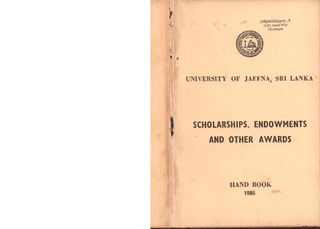 UNIVERSITY OF JAFFNA, SRI LANKA
SCHOLARSHIPS, ENDOWMENTS
AND OTHER AWARDS
HAND BOOK
1986